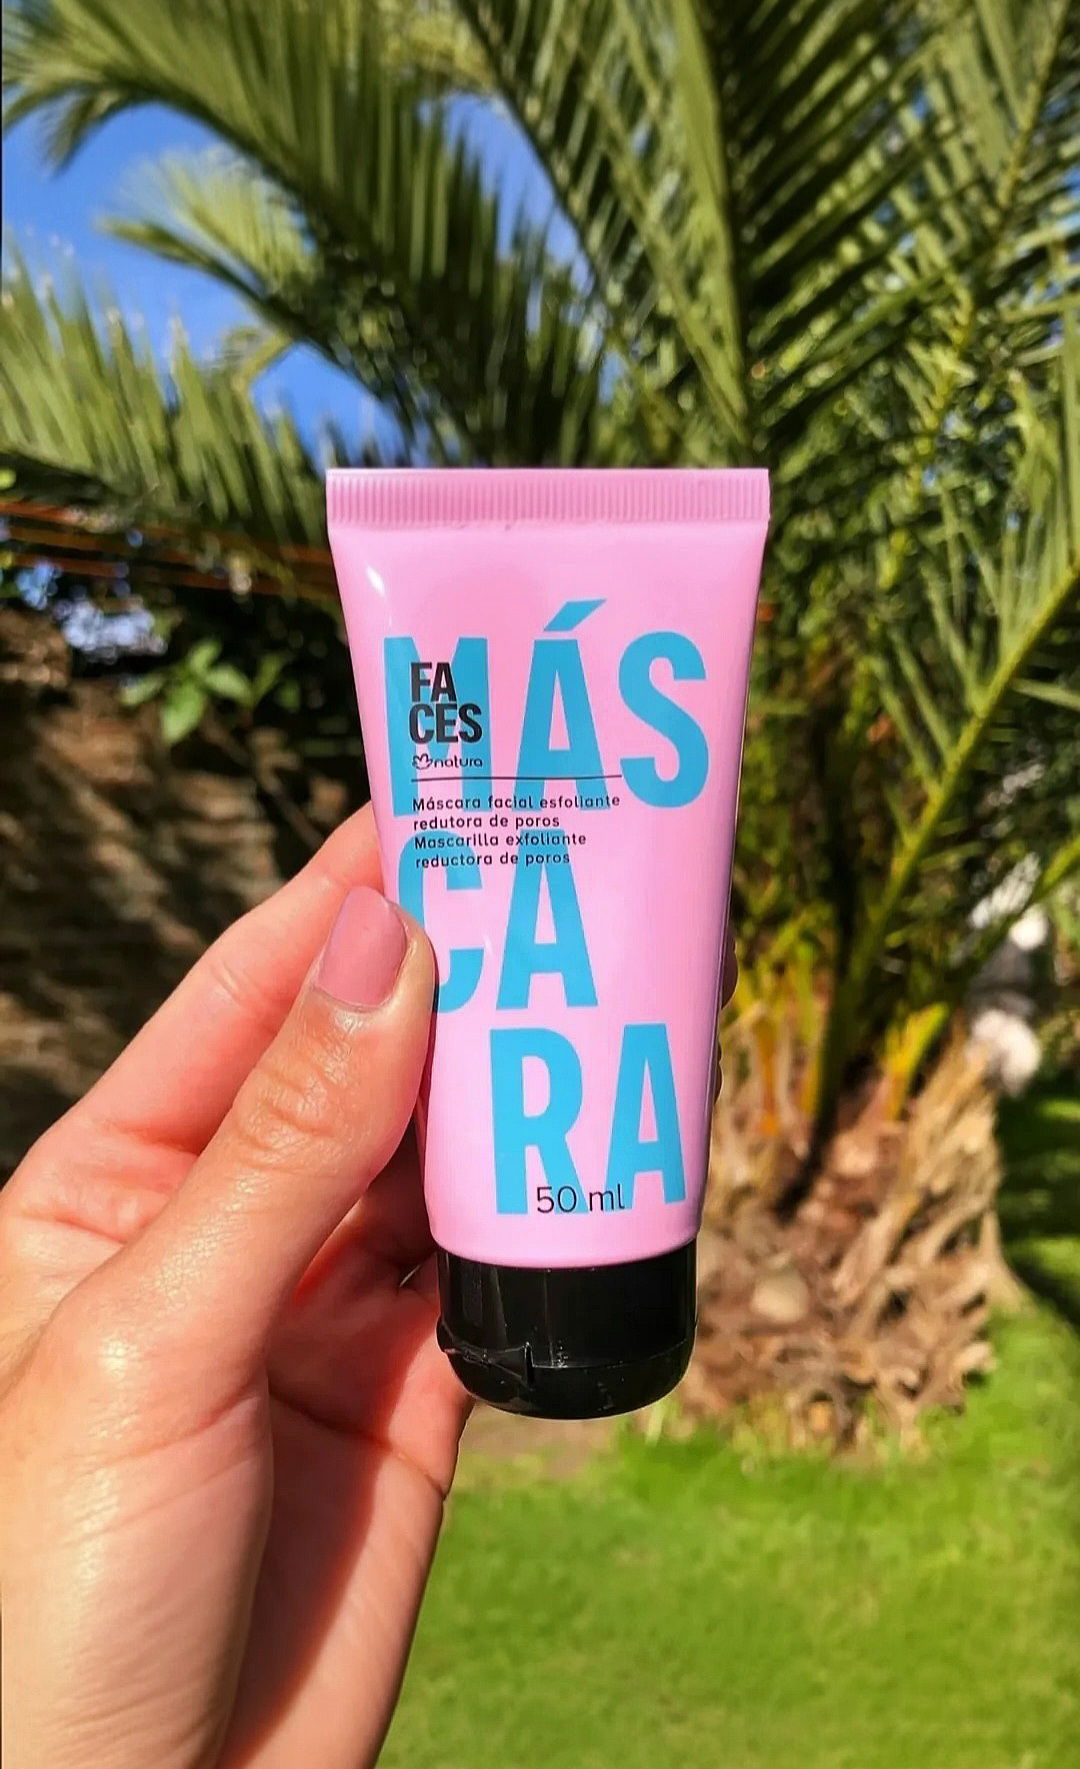 MÁS
FA
CES
natura
Máscara facial esfoliante
redutora de poros
Mascarilla exfoliante
reductora de poros
CA
RA
50 ml